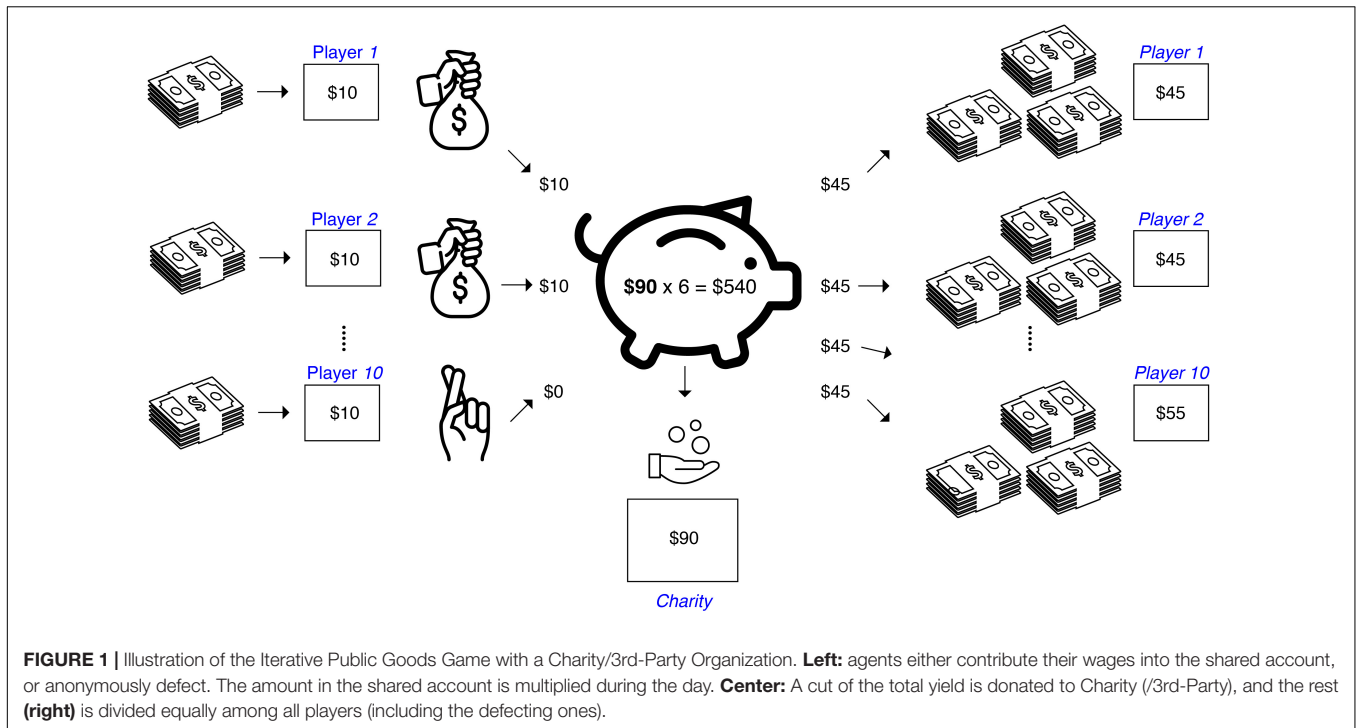 Player 1
$10
$10
Player 2
$10
$10
Player 10
$10
$0
$90 x 6 = $540
$90
Charity
$45
$45
$45
$45
Player 1
$45
Player 2
$45
Player 10
$55
FIGURE 1 | Illustration of the Iterative Public Goods Game with a Charity/3rd-Party Organization. Left: agents either contribute their wages into the shared account,
or anonymously defect. The amount in the shared account is multiplied during the day. Center: A cut of the total yield is donated to Charity (/3rd-Party), and the rest
(right) is divided equally among all players (including the defecting ones).